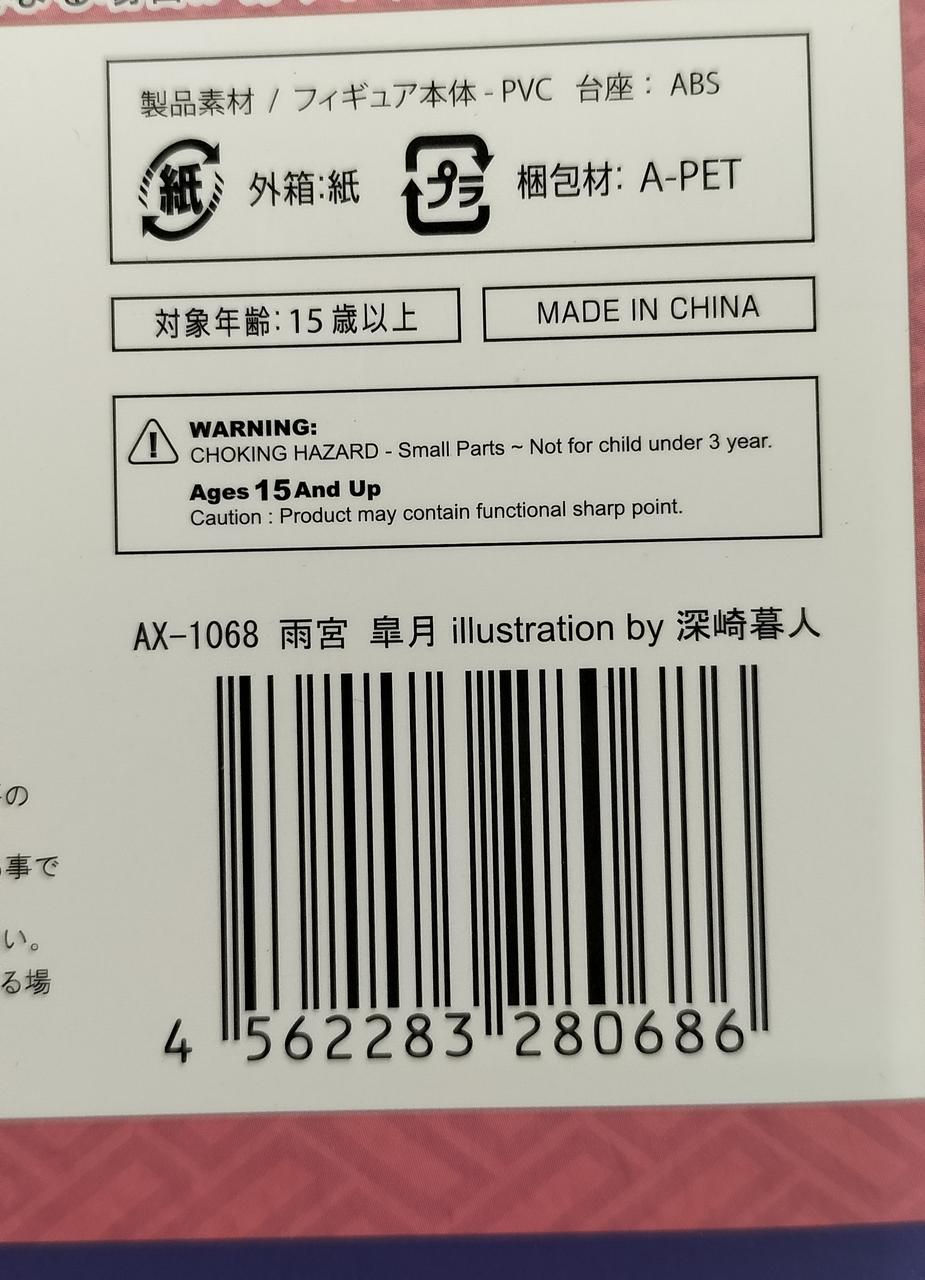 製品素材 / フィギュア本体 - PVC 台座： ABS
紙 外箱:紙 プラ 梱包材: A-PET
対象年齢: 15 歳以上
MADE IN CHINA
WARNING:
CHOKING HAZARD - Small Parts ~ Not for child under 3 year.
Ages 15 And Up
Caution : Product may contain functional sharp point.
AX-1068 雨宮 皐月 illustration by 深崎暮人
4 562283 280686
の
事で
い。
る場